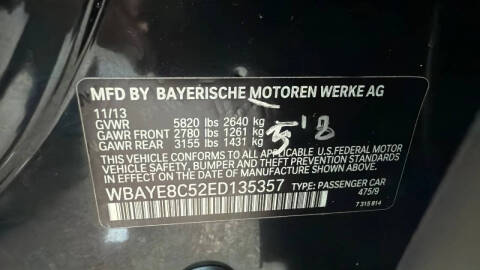 MFD BY BAYERISCHE MOTOREN WERKE AG
11/13
GVWR 5820 lbs 2640 kg
GAWR FRONT 2780 lbs 1261 kg
GAWR REAR 3155 lbs 1431 kg
THIS VEHICLE CONFORMS TO ALL APPLICABLE U.S. FEDERAL MOTOR
VEHICLE SAFETY, BUMPER AND THEFT PREVENTION STANDARDS IN
EFFECT ON THE DATE OF MANUFACTURE SHOWN ABOVE.
WBAYE8C52ED135357 TYPE: PASSENGER CAR
475/9
7 315 814